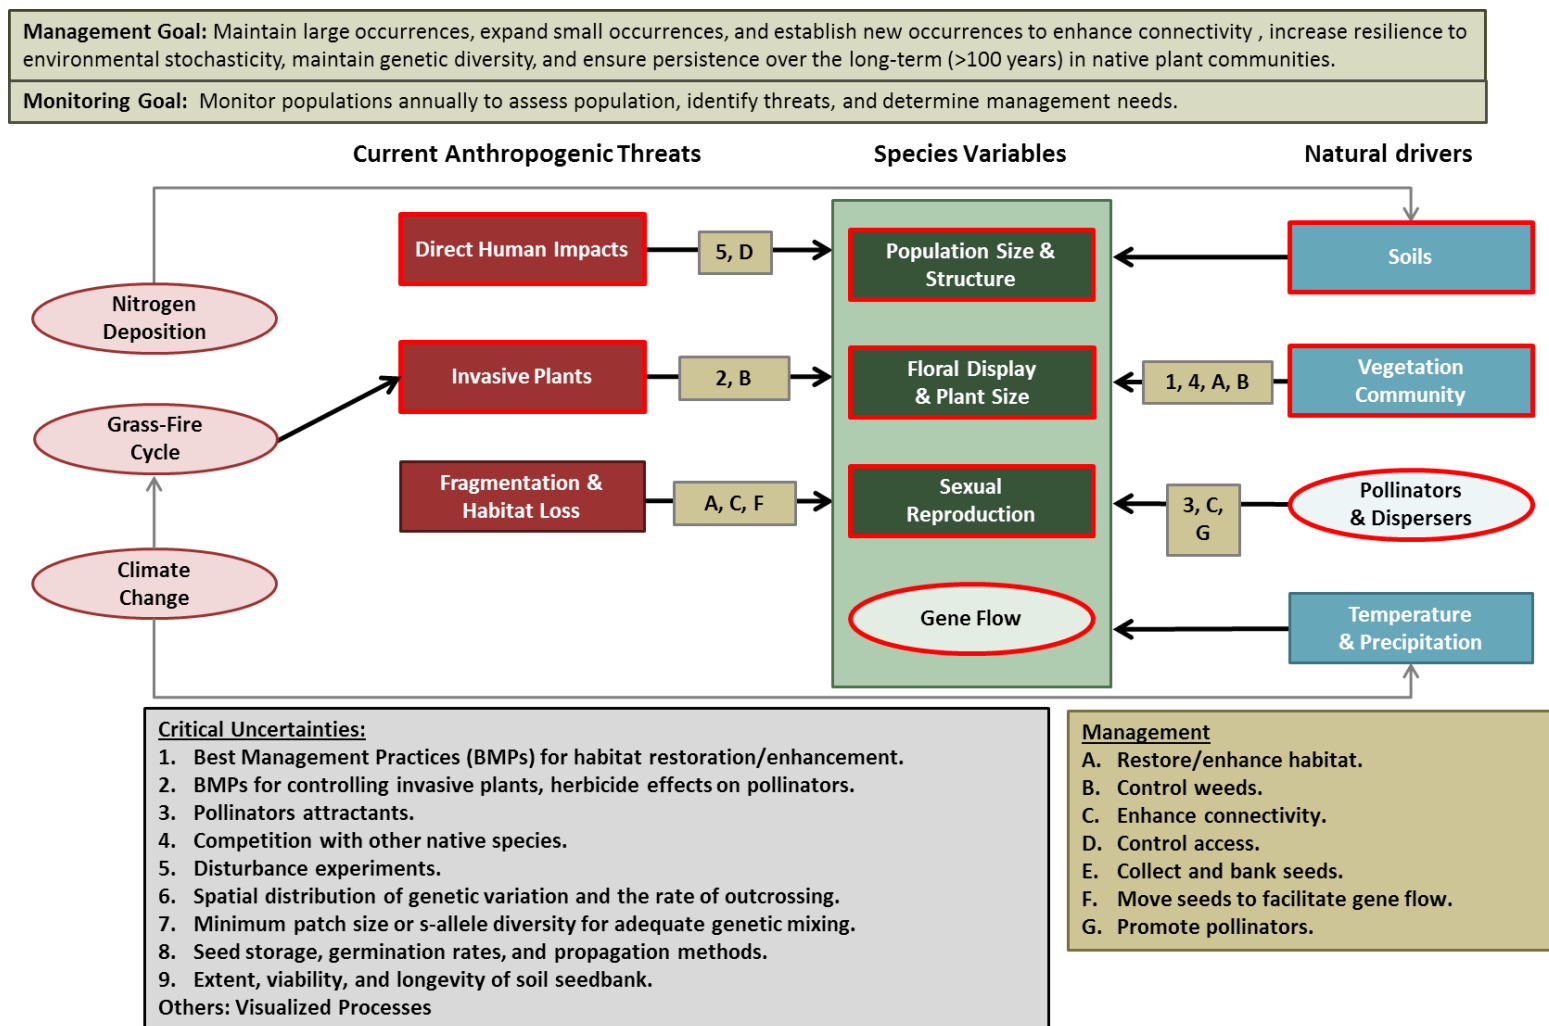 Management Goal: Maintain large occurrences, expand small occurrences, and establish new occurrences to enhance connectivity , increase resilience to
environmental stochasticity, maintain genetic diversity, and ensure persistence over the long-term (>100 years) in native plant communities.
Monitoring Goal: Monitor populations annually to assess population, identify threats, and determine management needs.
Current Anthropogenic Threats
Species Variables
Natural drivers
Direct Human Impacts
5, D
Population Size &
Structure
Soils
Nitrogen
Deposition
Invasive Plants
2, B
Floral Display
& Plant Size
1, 4, A, B
Vegetation
Community
Grass-Fire
Cycle
Fragmentation &
Habitat Loss
A, C, F
Sexual
Reproduction
3, C,
G
Pollinators
& Dispersers
Climate
Change
Gene Flow
Temperature
& Precipitation
Critical Uncertainties:
1. Best Management Practices (BMPs) for habitat restoration/enhancement.
2. BMPs for controlling invasive plants, herbicide effects on pollinators.
3. Pollinators attractants.
4. Competition with other native species.
5. Disturbance experiments.
6. Spatial distribution of genetic variation and the rate of outcrossing.
7. Minimum patch size or s-allele diversity for adequate genetic mixing.
8. Seed storage, germination rates, and propagation methods.
9. Extent, viability, and longevity of soil seedbank.
Others: Visualized Processes
Management
A. Restore/enhance habitat.
B. Control weeds.
C. Enhance connectivity.
D. Control access.
E. Collect and bank seeds.
F. Move seeds to facilitate gene flow.
G. Promote pollinators.